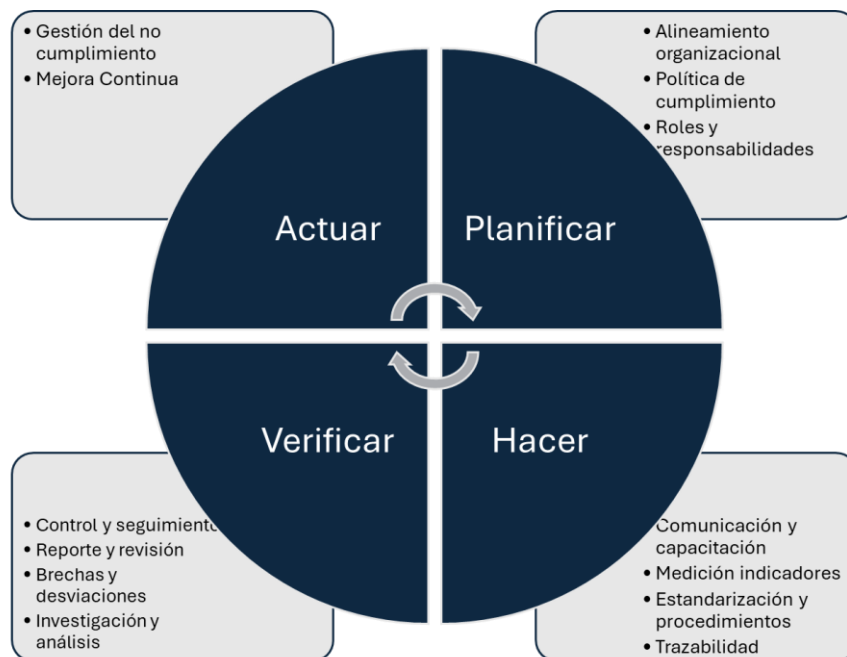 • Gestión del no
cumplimiento
• Mejora Continua
• Alineamiento
organizacional
• Política de
cumplimiento
• Roles y
responsabilidades
Actuar
Planificar
Verificar
Hacer
• Control y seguimiento
• Reporte y revisión
• Brechas y
desviaciones
• Investigación y
análisis
Comunicación y
capacitación
• Medición indicadores
• Estandarización y
procedimientos
• Trazabilidad